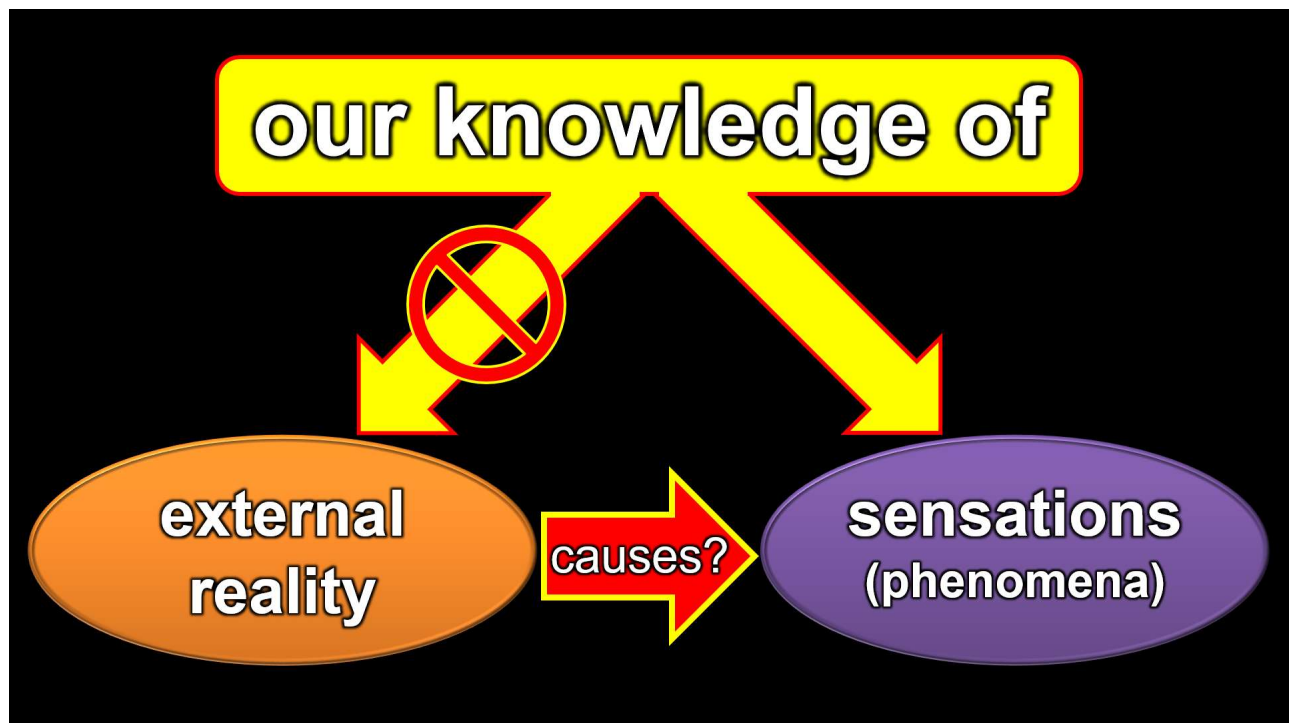 our knowledge of
external
reality
causes?
sensations
(phenomena)